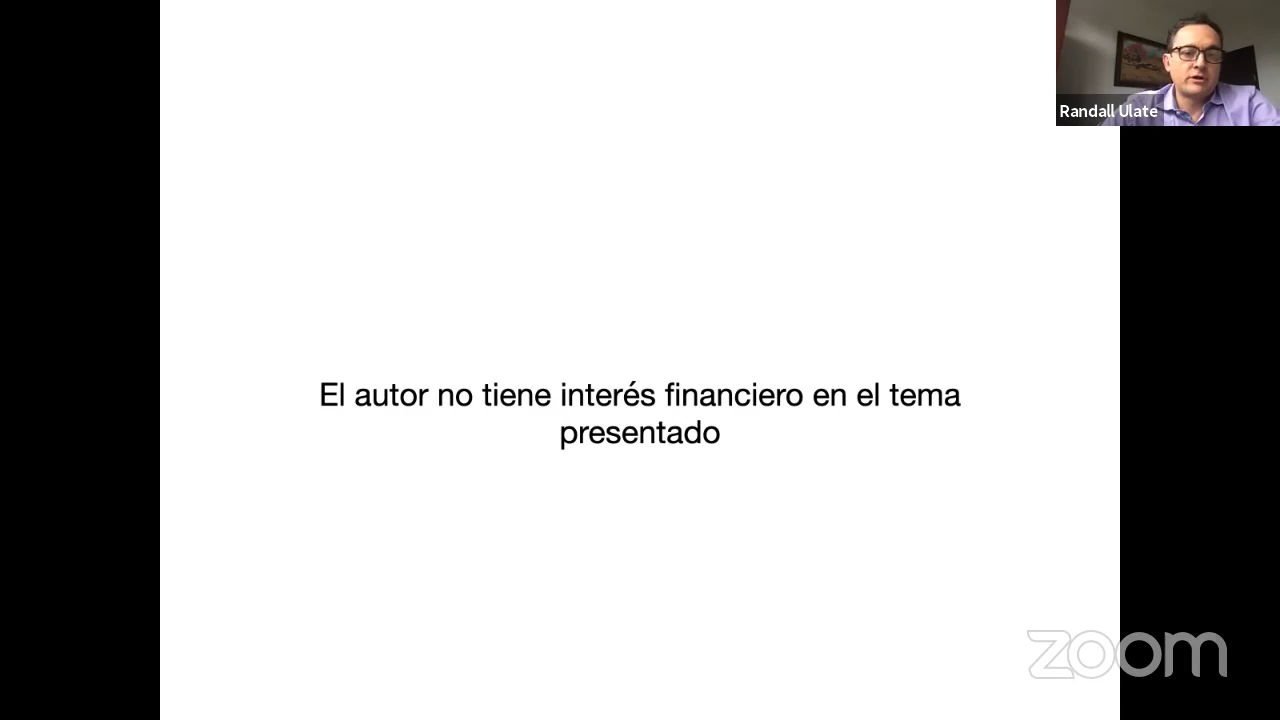 Randall Ulate
El autor no tiene interés financiero en el tema
presentado
zoom